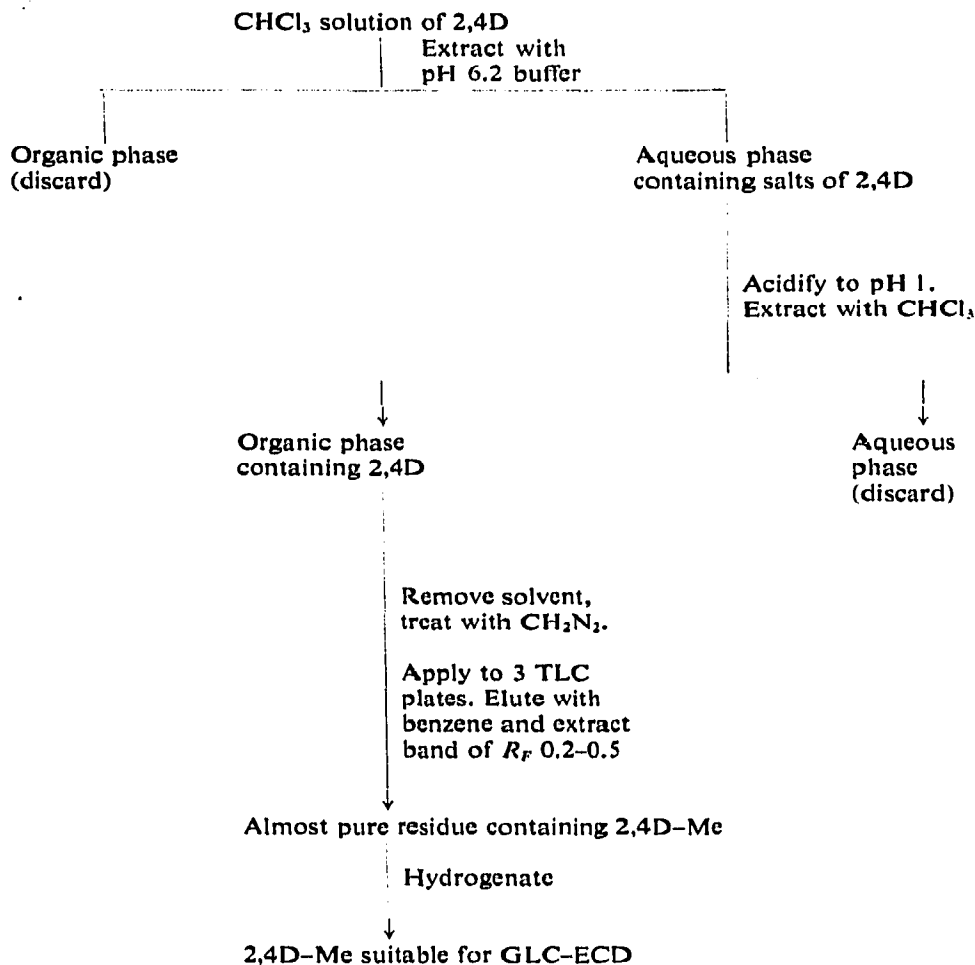 CHCl₃ solution of 2,4D
Extract with
pH 6.2 buffer
Organic phase
(discard)
Aqueous phase
containing salts of 2,4D
Acidify to pH 1.
Extract with CHCl₃
Organic phase
containing 2,4D
Aqueous
phase
(discard)
Remove solvent,
treat with CH₂N₂.
Apply to 3 TLC
plates. Elute with
benzene and extract
band of R_F 0.2–0.5
Almost pure residue containing 2,4D–Me
Hydrogenate
2,4D–Me suitable for GLC–ECD